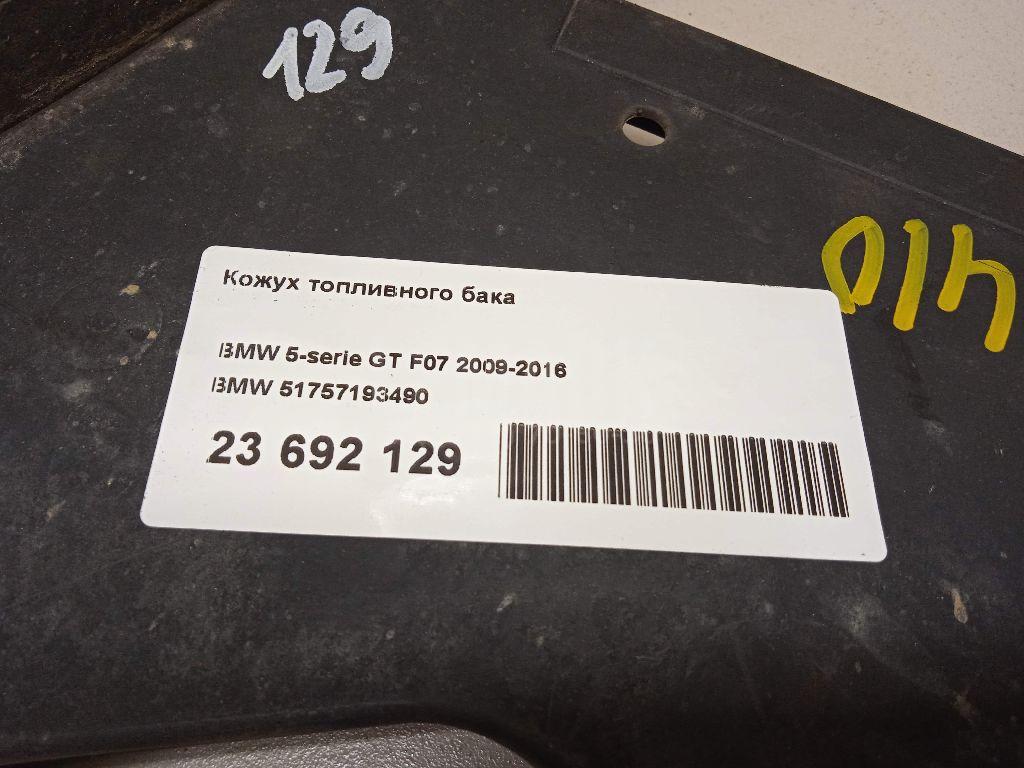 129
410
Кожух топливного бака
BMW 5-serie GT F07 2009-2016
BMW 51757193490
23 692 129